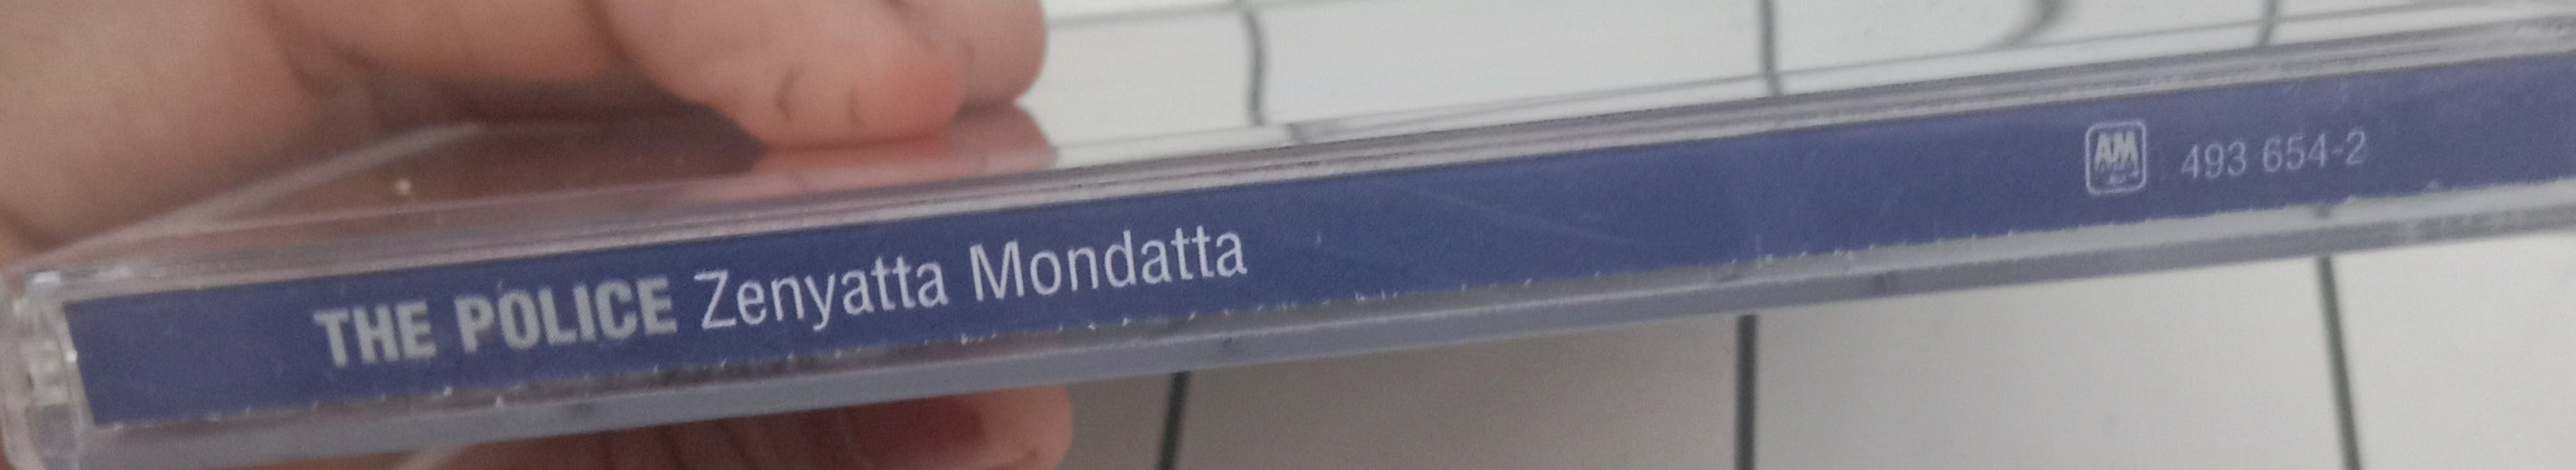 THE POLICE Zenyatta Mondatta AM 493 654-2